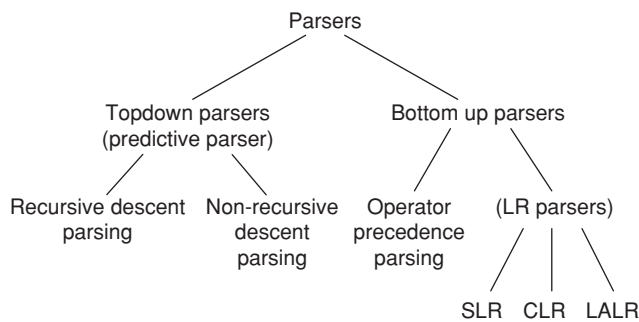 Parsers
Topdown parsers
(predictive parser)
Bottom up parsers
Recursive descent
parsing
Non-recursive
descent
parsing
Operator
precedence
parsing
(LR parsers)
SLR
CLR
LALR